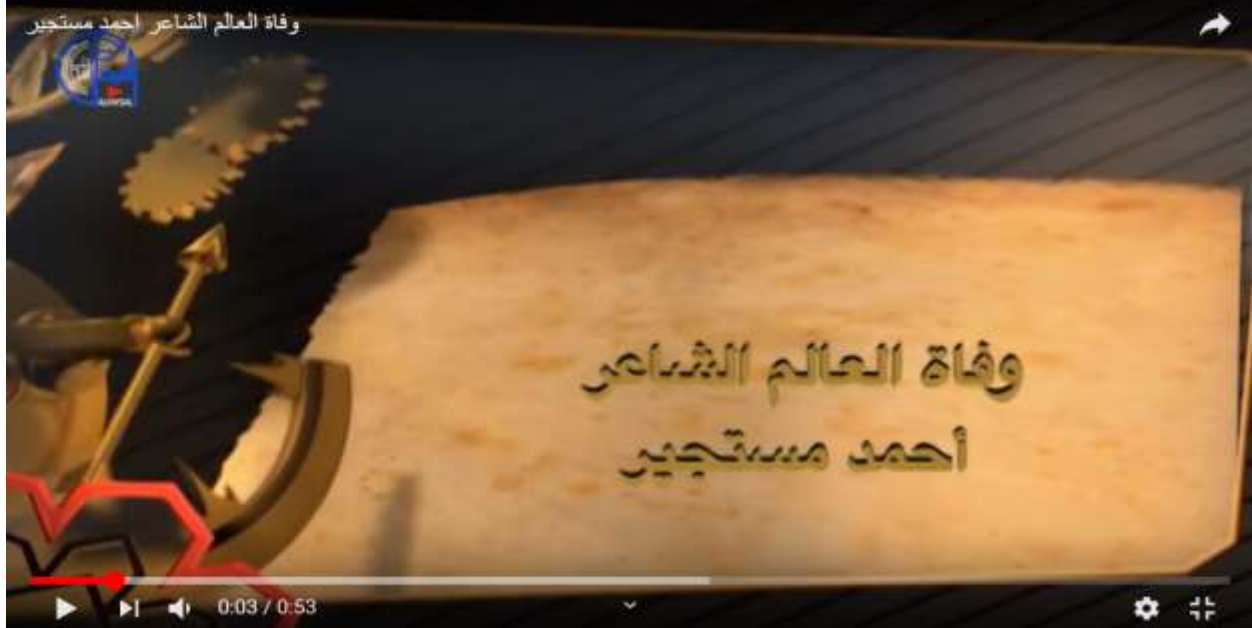 وفاة العالم الشاعر احمد مستجير
وفاة العالم الشاعر
أحمد مستجير
0:03 / 0:53